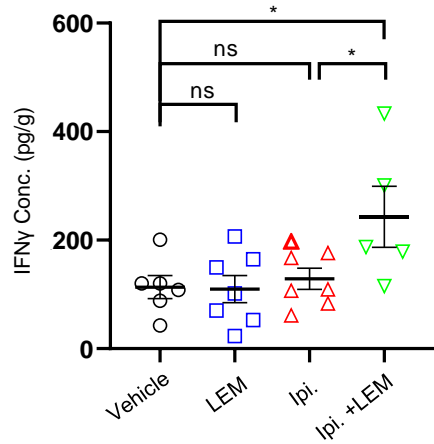 *
ns
*
ns
600
400
200
0
IFNγ Conc. (pg/g)
Vehicle
LEM
Ipi.
Ipi. +LEM